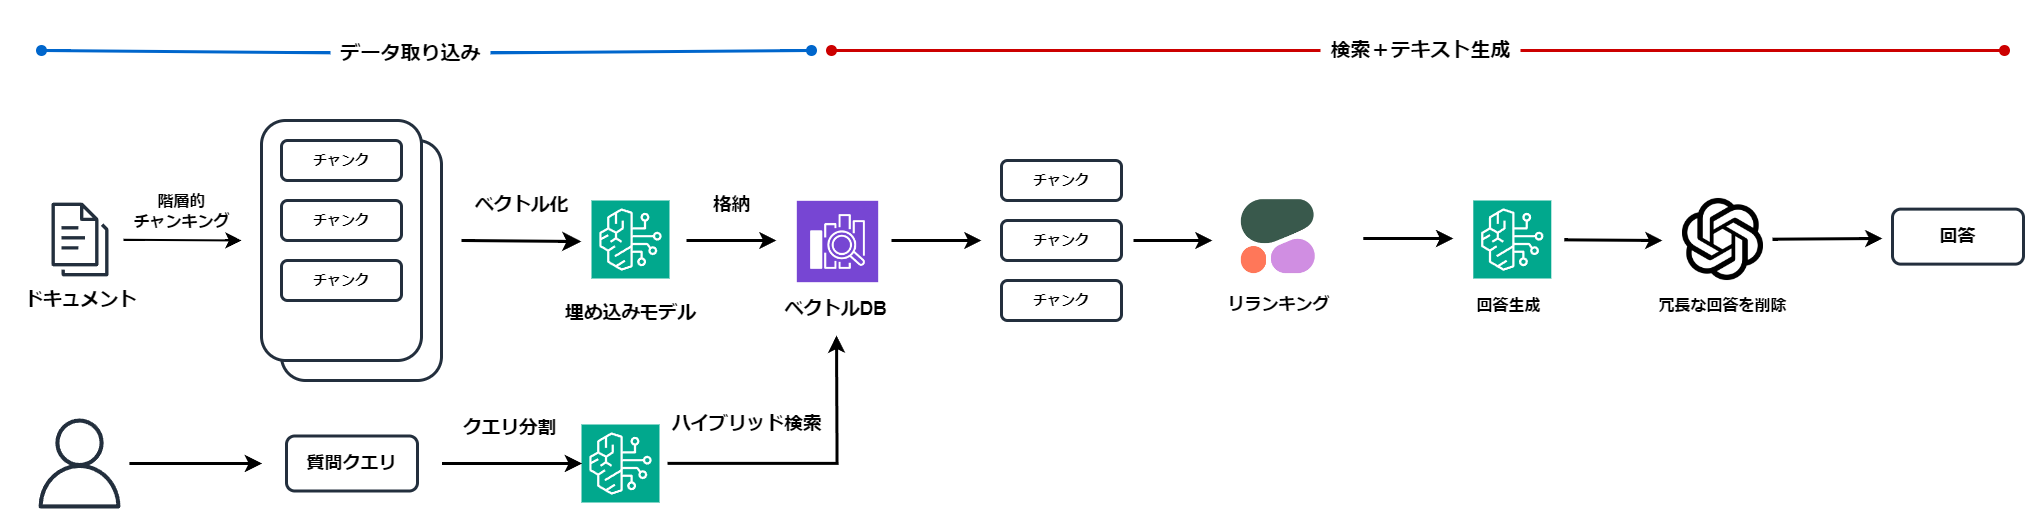 データ取り込み
検索＋テキスト生成
階層的
チャンキング
チャンク
チャンク
チャンク
ドキュメント
ベクトル化
埋め込みモデル
格納
ベクトルDB
チャンク
チャンク
チャンク
リランキング
回答生成
冗長な回答を削除
回答
質問クエリ
クエリ分割
ハイブリッド検索